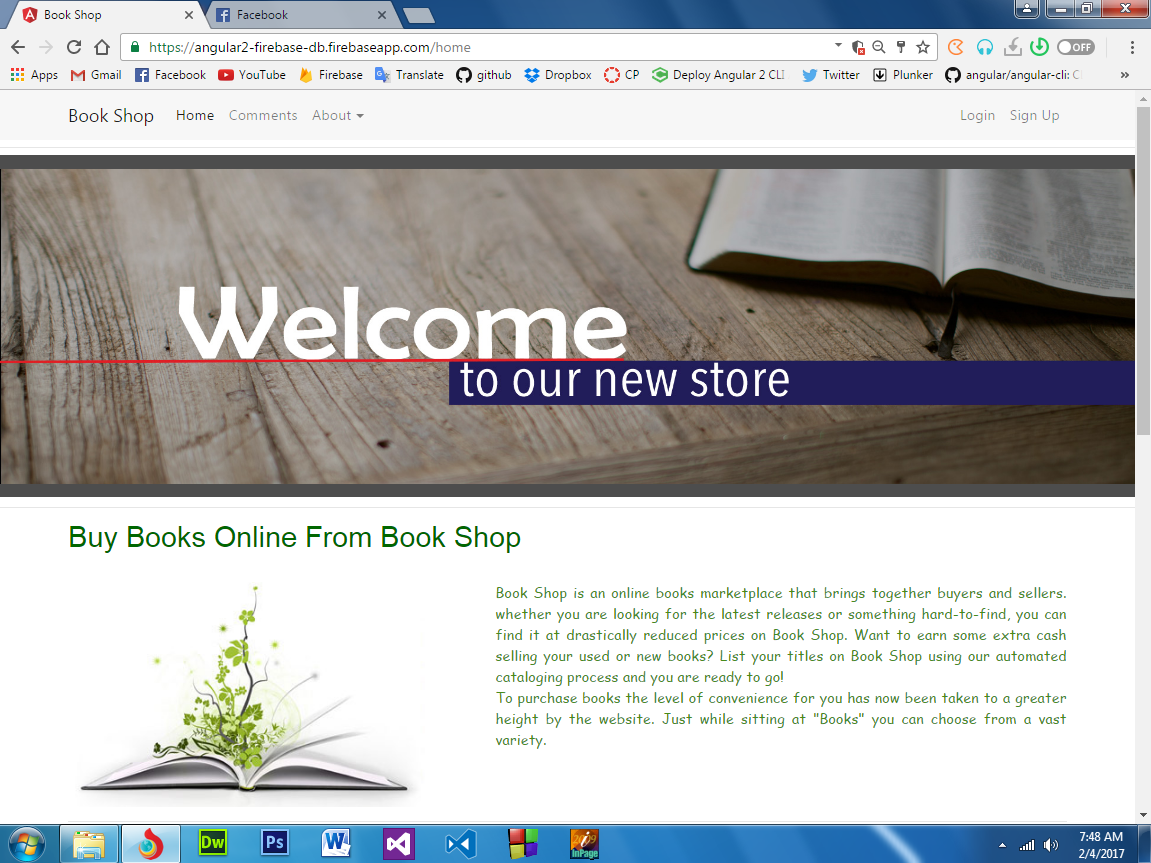 Book Shop
Facebook
https://angular2-firebase-db.firebaseapp.com/home
OFF
Apps Gmail Facebook YouTube Firebase Translate github Dropbox CP Deploy Angular 2 CLI Twitter Plunker angular/angular-cli: C »
Book Shop Home Comments About Login Sign Up
Welcome
to our new store
Buy Books Online From Book Shop
Book Shop is an online books marketplace that brings together buyers and sellers.
whether you are looking for the latest releases or something hard-to-find, you can
find it at drastically reduced prices on Book Shop. Want to earn some extra cash
selling your used or new books? List your titles on Book Shop using our automated
cataloging process and you are ready to go!
To purchase books the level of convenience for you has now been taken to a greater
height by the website. Just while sitting at "Books" you can choose from a vast
variety.
Dw Ps W InPage
7:48 AM
2/4/2017